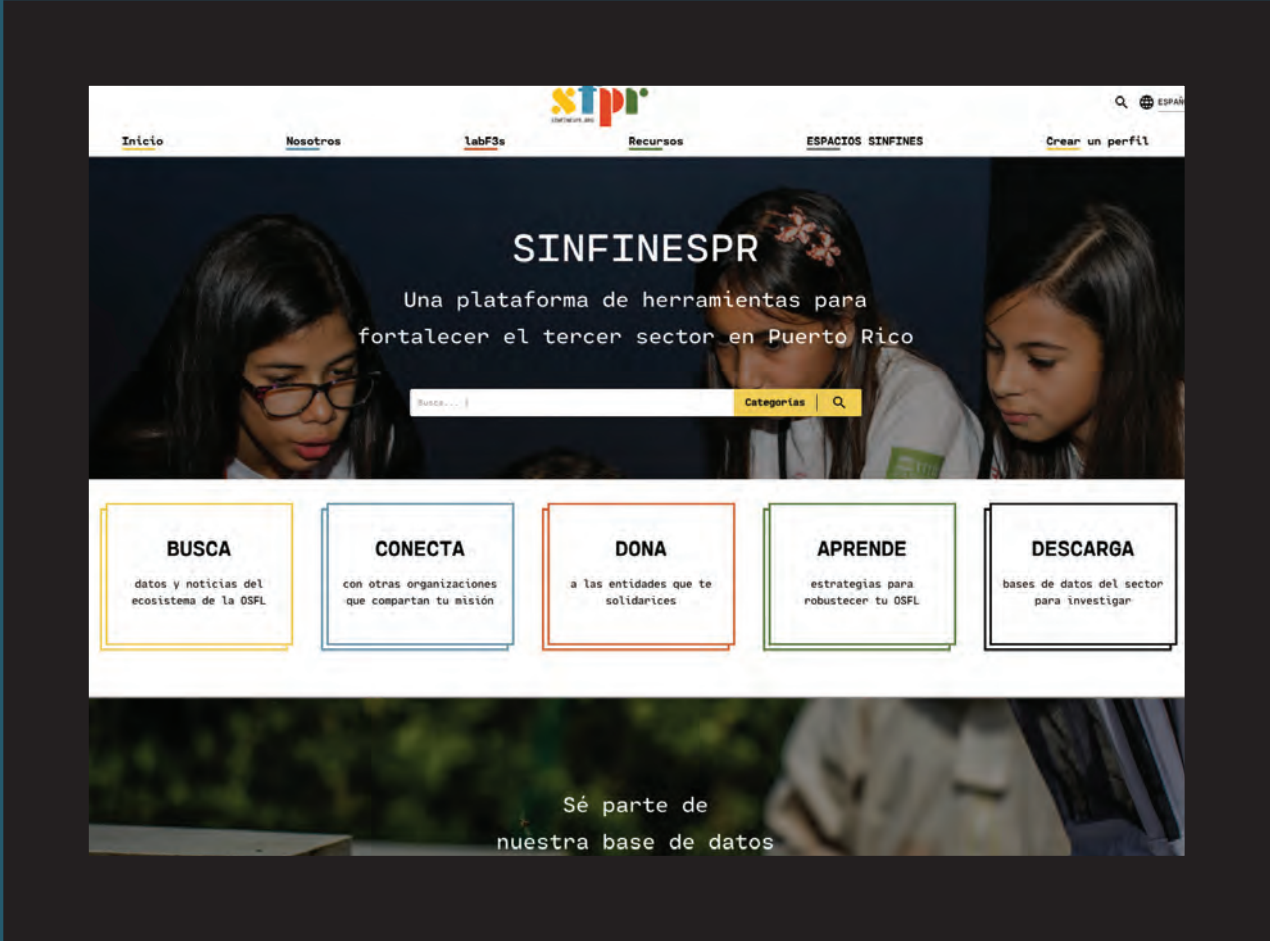 sfpr
SINFINESPR.ORG
ESPAÑ
Inicio
Nosotros
labF3s
Recursos
ESPACIOS SINFINES
Crear un perfil
SINFINESPR
Una plataforma de herramientas para
fortalecer el tercer sector en Puerto Rico
Busca...
Categorías
BUSCA
datos y noticias del
ecosistema de la OSFL
CONECTA
con otras organizaciones
que compartan tu misión
DONA
a las entidades que te
solidarices
APRENDE
estrategias para
robustecer tu OSFL
DESCARGA
bases de datos del sector
para investigar
Sé parte de
nuestra base de datos